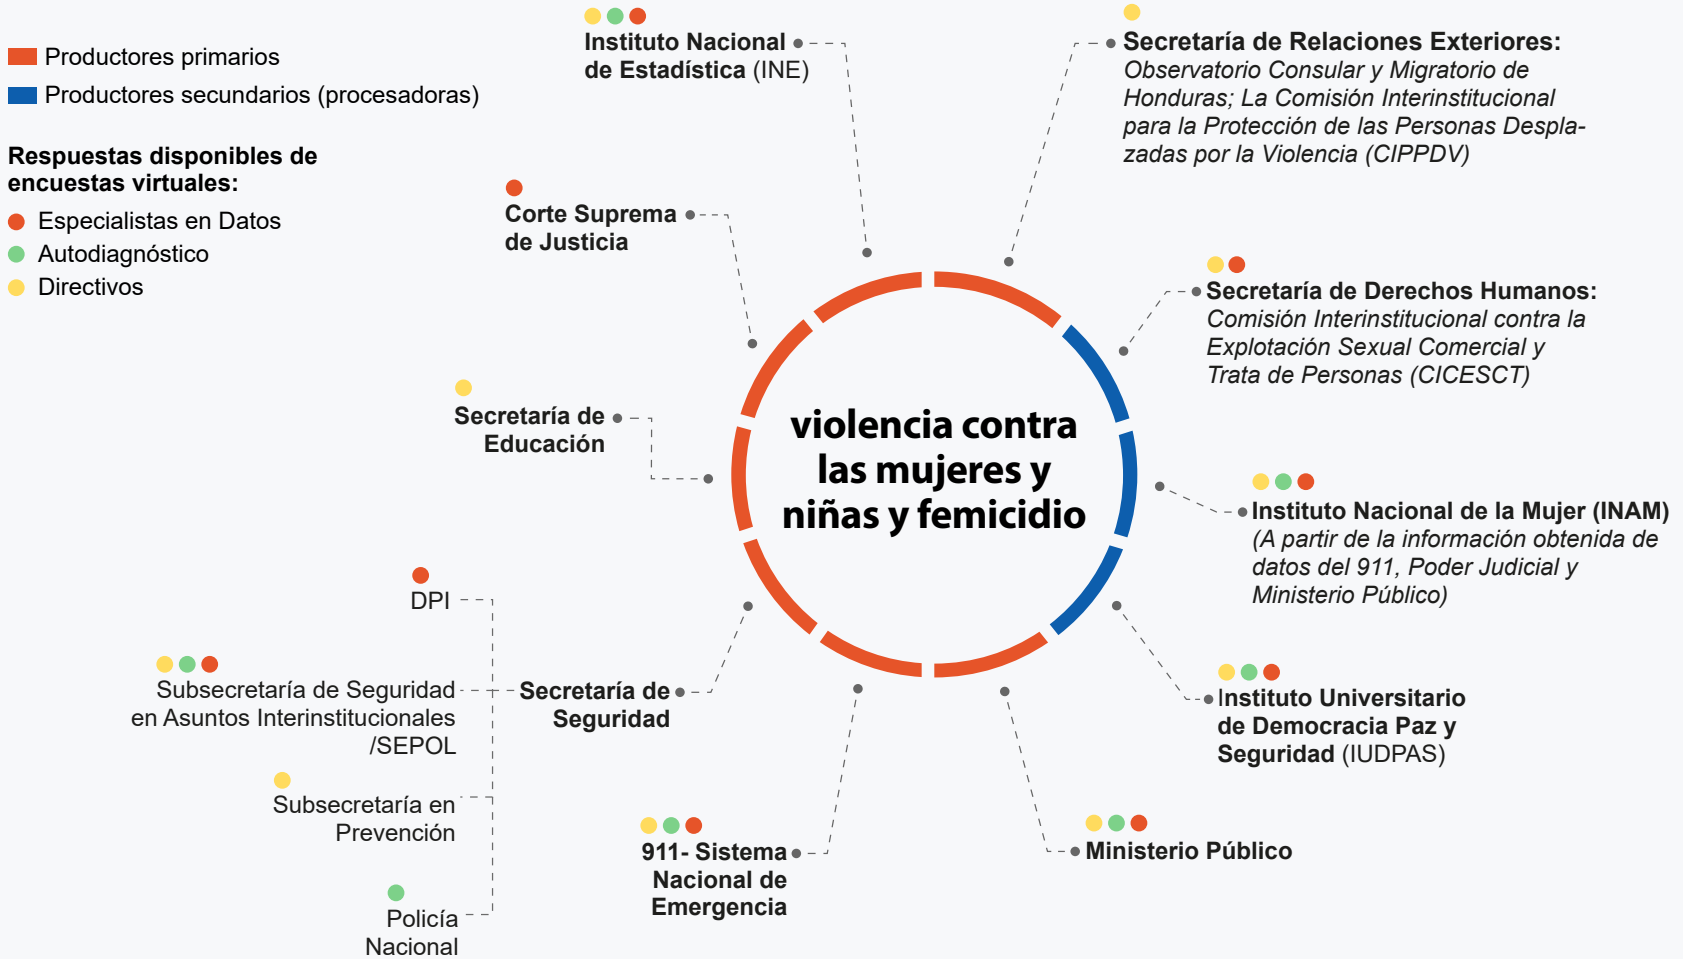 Productores primarios
Productores secundarios (procesadoras)
Respuestas disponibles de
encuestas virtuales:
Especialistas en Datos
Autodiagnóstico
Directivos
Instituto Nacional
de Estadística (INE)
Secretaría de Relaciones Exteriores:
Observatorio Consular y Migratorio de
Honduras; La Comisión Interinstitucional
para la Protección de las Personas Despla-
zadas por la Violencia (CIPPDV)
Corte Suprema
de Justicia
Secretaría de Derechos Humanos:
Comisión Interinstitucional contra la
Explotación Sexual Comercial y
Trata de Personas (CICESCT)
Secretaría de
Educación
violencia contra
las mujeres y
niñas y femicidio
Instituto Nacional de la Mujer (INAM)
(A partir de la información obtenida de
datos del 911, Poder Judicial y
Ministerio Público)
DPI
Subsecretaría de Seguridad
en Asuntos Interinstitucionales
/SEPOL
Secretaría de
Seguridad
Subsecretaría en
Prevención
Policía
Nacional
Instituto Universitario
de Democracia Paz y
Seguridad (IUDPAS)
911- Sistema
Nacional de
Emergencia
Ministerio Público